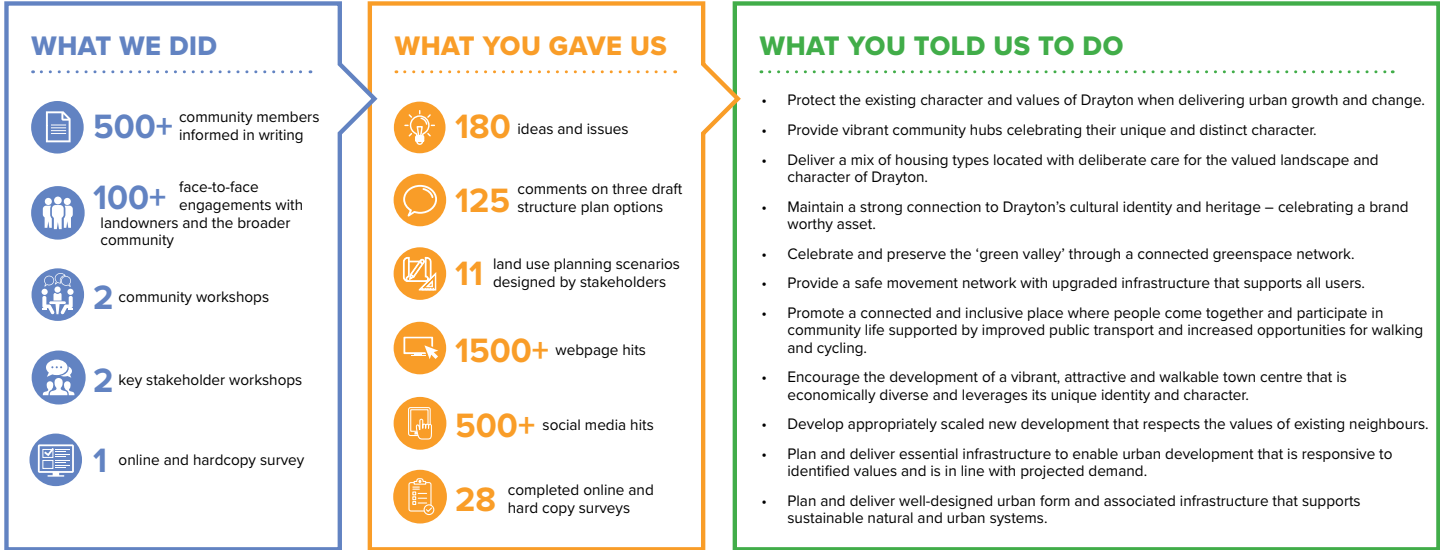 WHAT WE DID
500+ community members
informed in writing
100+ face-to-face
engagements with
landowners and the broader
community
2 community workshops
2 key stakeholder workshops
1 online and hardcopy survey
WHAT YOU GAVE US
180 ideas and issues
125 comments on three draft
structure plan options
11 land use planning scenarios
designed by stakeholders
1500+ webpage hits
500+ social media hits
28 completed online and
hard copy surveys
WHAT YOU TOLD US TO DO
• Protect the existing character and values of Drayton when delivering urban growth and change.
• Provide vibrant community hubs celebrating their unique and distinct character.
• Deliver a mix of housing types located with deliberate care for the valued landscape and
character of Drayton.
• Maintain a strong connection to Drayton’s cultural identity and heritage – celebrating a brand
worthy asset.
• Celebrate and preserve the ‘green valley’ through a connected greenspace network.
• Provide a safe movement network with upgraded infrastructure that supports all users.
• Promote a connected and inclusive place where people come together and participate in
community life supported by improved public transport and increased opportunities for walking
and cycling.
• Encourage the development of a vibrant, attractive and walkable town centre that is
economically diverse and leverages its unique identity and character.
• Develop appropriately scaled new development that respects the values of existing neighbours.
• Plan and deliver essential infrastructure to enable urban development that is responsive to
identified values and is in line with projected demand.
• Plan and deliver well-designed urban form and associated infrastructure that supports
sustainable natural and urban systems.